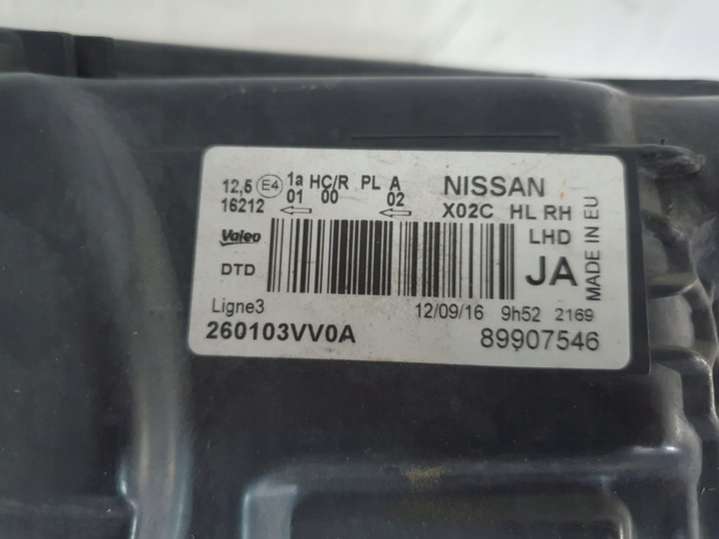 12,5 E4 1a HC/R PL A
16212 01 00 02
NISSAN
X02C HL RH
Valeo
LHD
DTD
JA
MADE IN EU
Ligne3
12/09/16 9h52 2169
260103VV0A
89907546